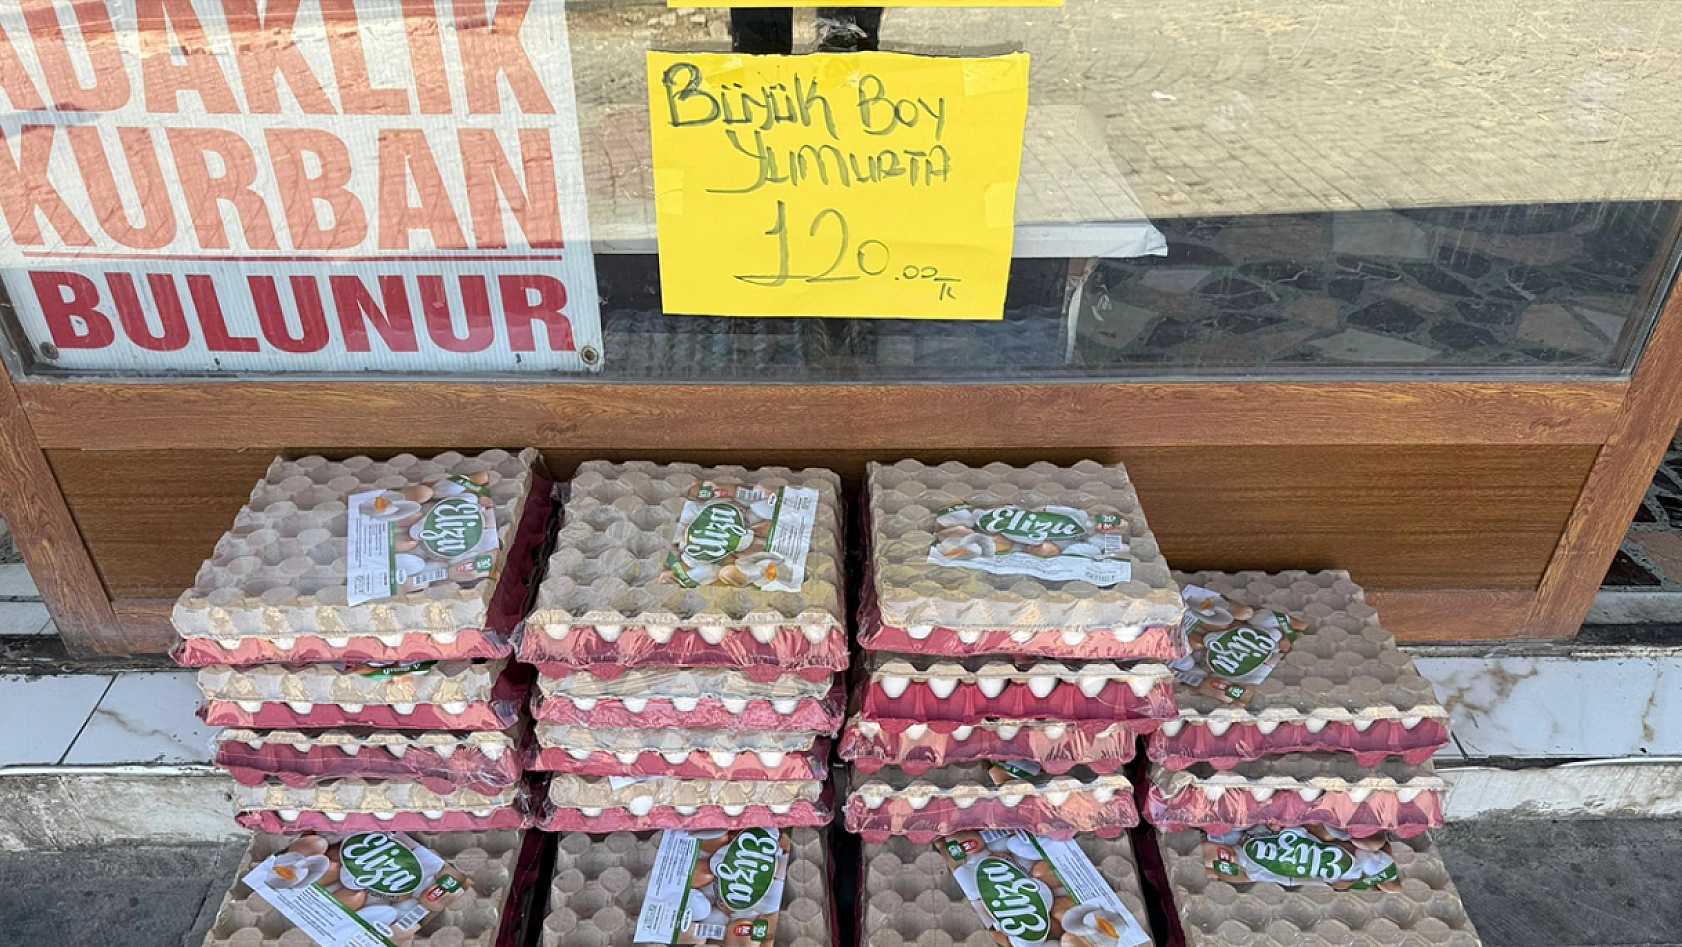 ADAKLIK
KURBAN
BULUNUR
Büyük Boy
YUMURTA
120.00 TL
Eliza
Eliza
Eliza
Eliza
Eliza
Eliza
Eliza
Eliza